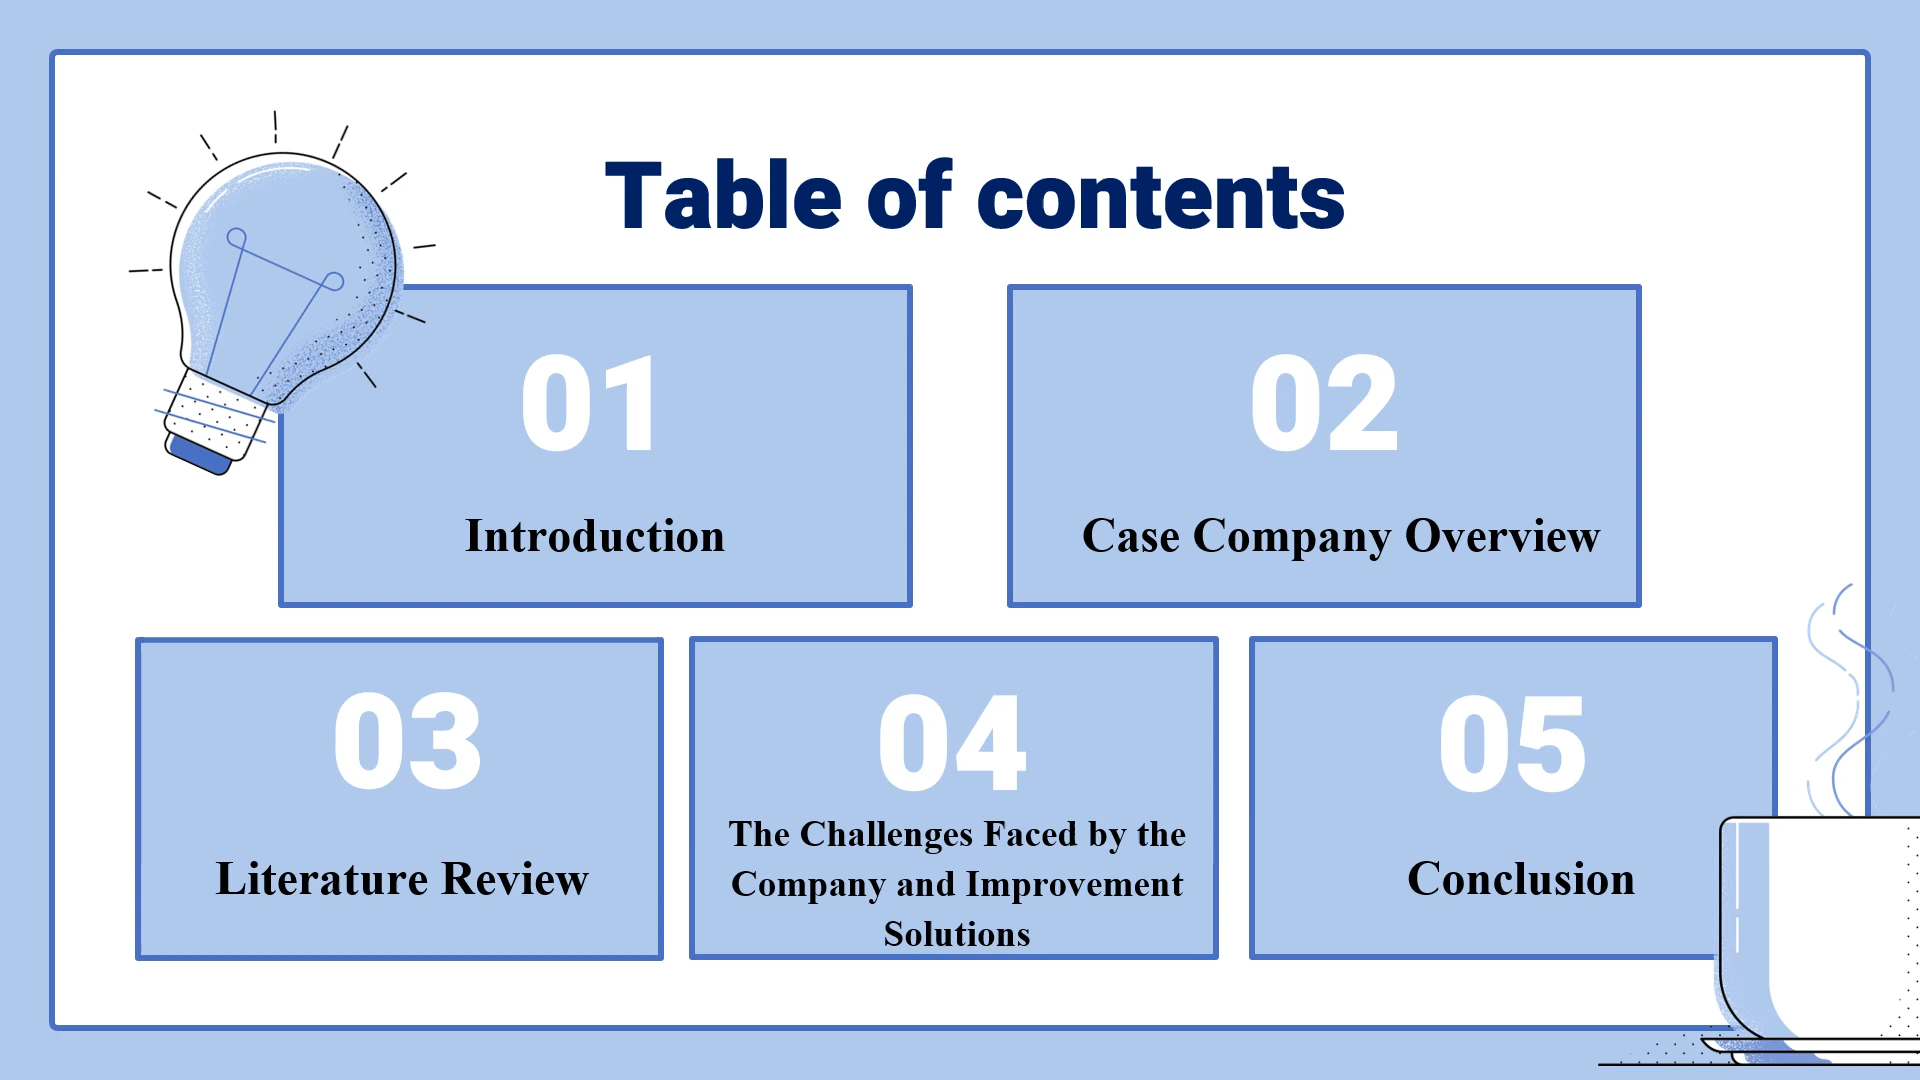 Table of contents
01
02
Introduction
Case Company Overview
03
04
05
Literature Review
The Challenges Faced by the
Company and Improvement
Solutions
Conclusion